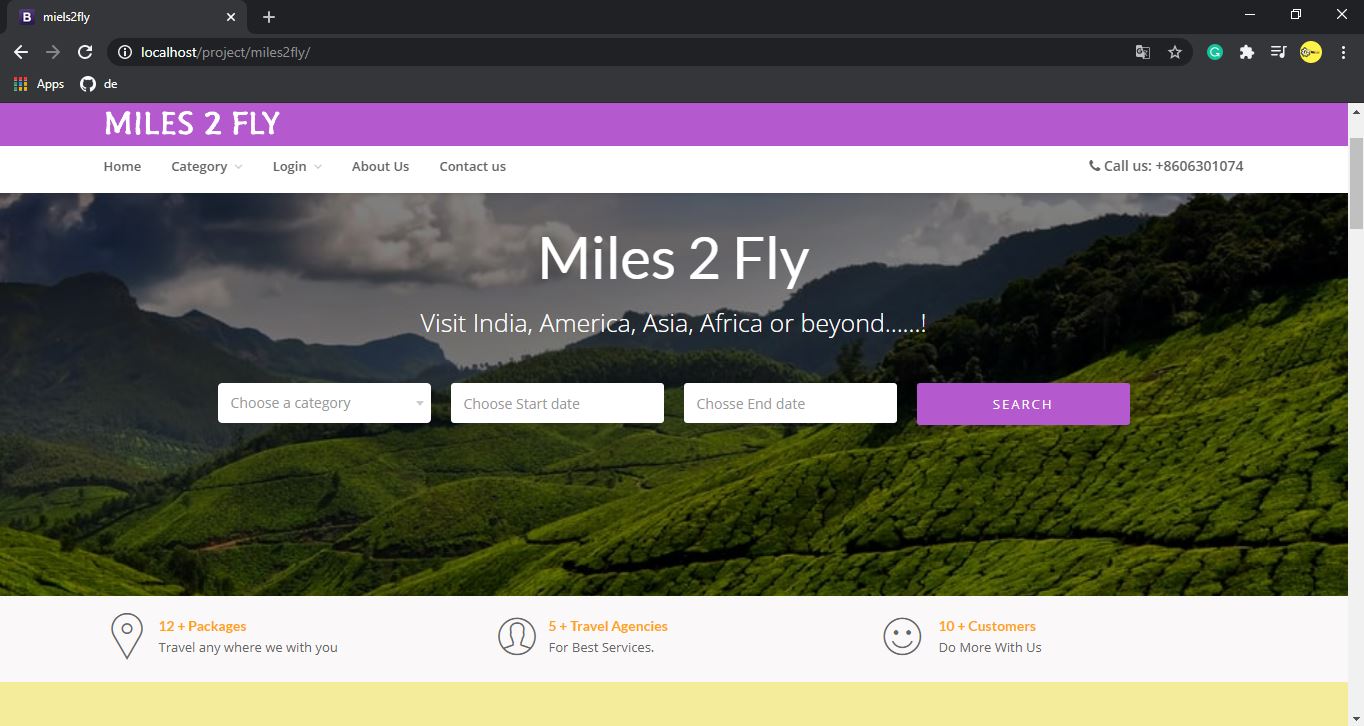 B miels2fly
localhost/project/miles2fly/
Apps de
MILES 2 FLY
Home Category Login About Us Contact us Call us: +8606301074
Miles 2 Fly
Visit India, America, Asia, Africa or beyond......!
Choose a category Choose Start date Chosse End date SEARCH
12 + Packages 5 + Travel Agencies 10 + Customers
Travel any where we with you For Best Services. Do More With Us